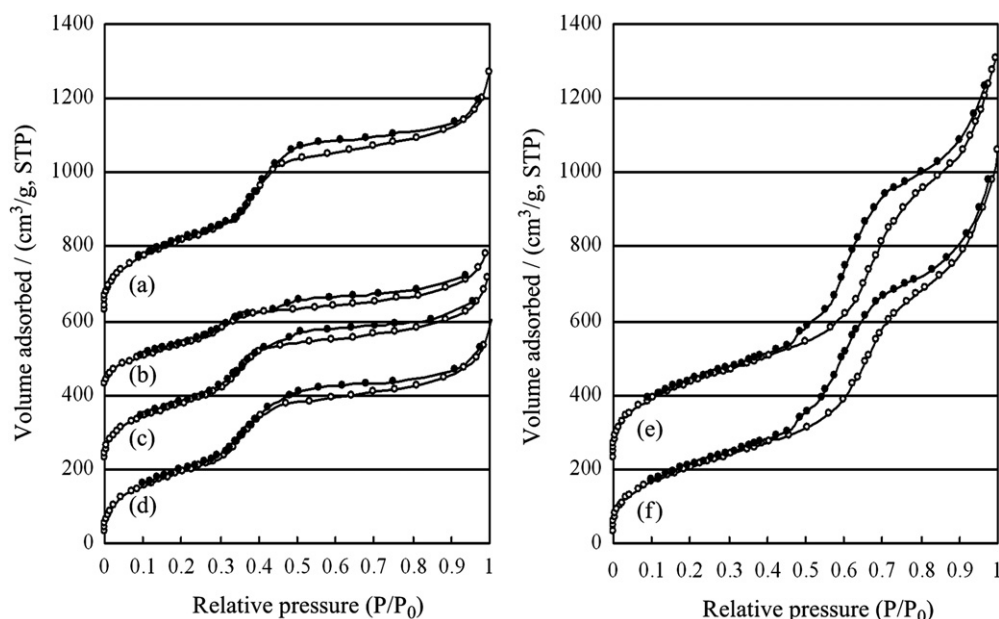 Volume adsorbed / (cm³/g, STP)
1400
1200
1000
800
600
400
200
0
(a)
(b)
(c)
(d)
0 0.1 0.2 0.3 0.4 0.5 0.6 0.7 0.8 0.9 1
Relative pressure (P/P₀)
Volume adsorbed / (cm³/g, STP)
1400
1200
1000
800
600
400
200
0
(e)
(f)
0 0.1 0.2 0.3 0.4 0.5 0.6 0.7 0.8 0.9 1
Relative pressure (P/P₀)